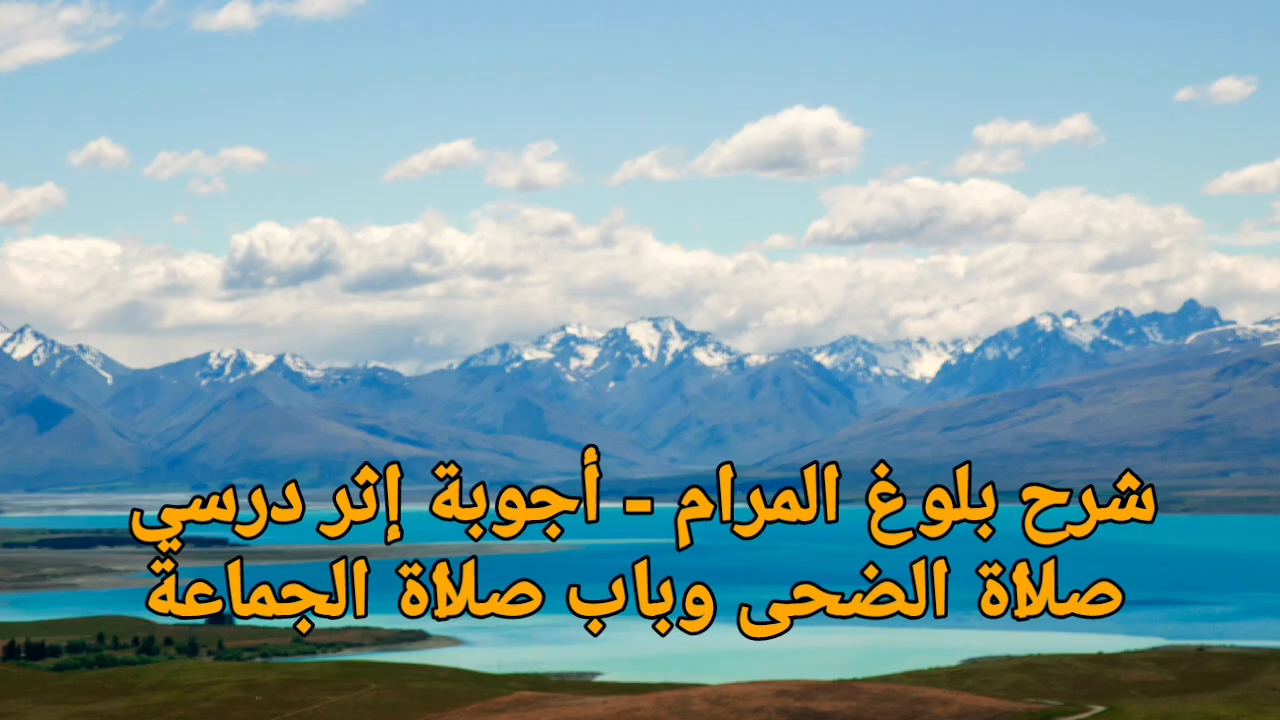 شرح بلوغ المرام - أجوبة إثر درسي
صلاة الضحى وباب صلاة الجماعة